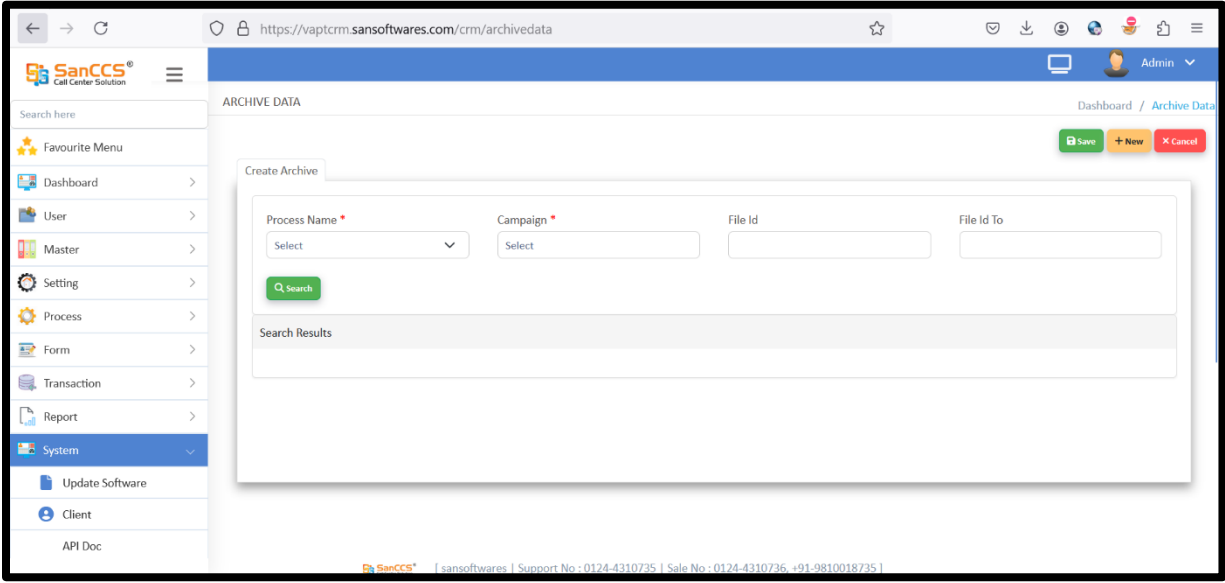 https://vaptcrm.sansoftwares.com/crm/archivedata
SanCCS®
Call Center Solution
Admin
Search here
ARCHIVE DATA
Dashboard / Archive Data
Favourite Menu
Save
+ New
× Cancel
Dashboard
Create Archive
User
Process Name *
Campaign *
File Id
File Id To
Master
Select
Select
Setting
Search
Process
Search Results
Form
Transaction
Report
System
Update Software
Client
API Doc
SanCCS® [ sansoftwares | Support No : 0124-4310735 | Sale No : 0124-4310736, +91-9810018735 ]